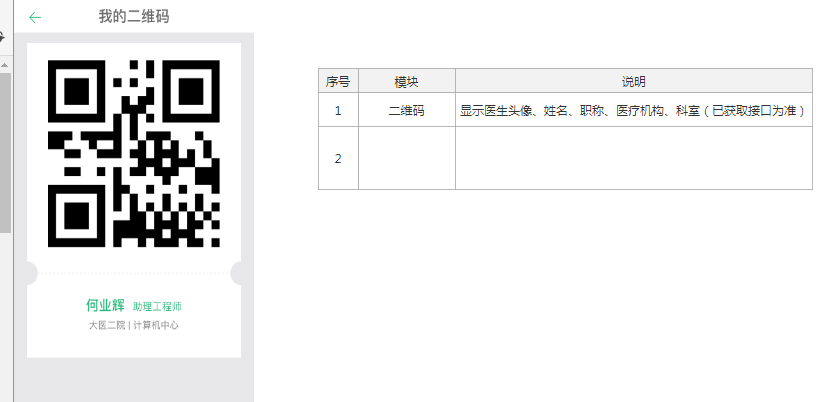 我的二维码
何业辉 助理工程师
大医二院 | 计算机中心
序号 模块 说明
1 二维码 显示医生头像、姓名、职称、医疗机构、科室（已获取接口为准）
2